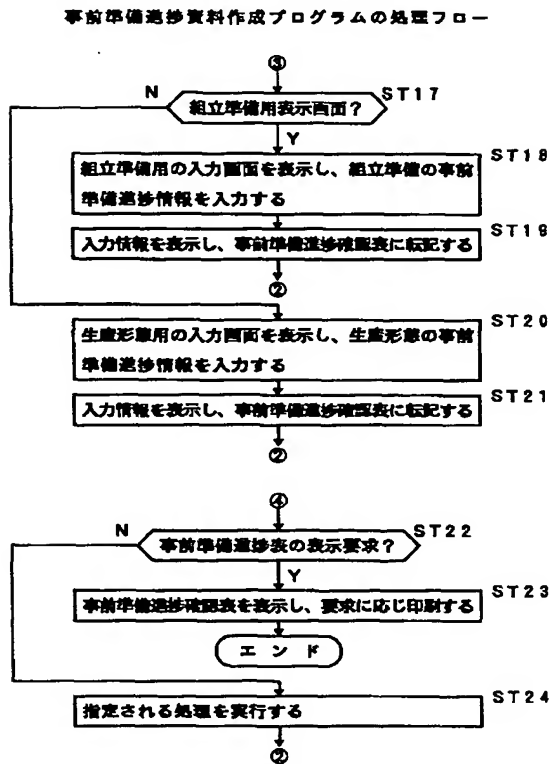 事前準備進捗資料作成プログラムの処理フロー
③
N
組立準備用表示画面？
ST17
Y
ST18
組立準備用の入力画面を表示し、組立準備の事前
準備進捗情報を入力する
ST19
入力情報を表示し、事前準備進捗確認表に転記する
②
ST20
生産形態用の入力画面を表示し、生産形態の事前
準備進捗情報を入力する
ST21
入力情報を表示し、事前準備進捗確認表に転記する
②
④
N
事前準備進捗表の表示要求？
ST22
Y
ST23
事前準備進捗確認表を表示し、要求に応じ印刷する
エンド
ST24
指定される処理を実行する
②